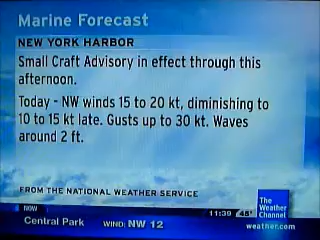 Marine Forecast
NEW YORK HARBOR
Small Craft Advisory in effect through this
afternoon.
Today - NW winds 15 to 20 kt, diminishing to
10 to 15 kt late. Gusts up to 30 kt. Waves
around 2 ft.
FROM THE NATIONAL WEATHER SERVICE
NOW
11:39 45°
Central Park WIND: NW 12
The
Weather
Channel
weather.com